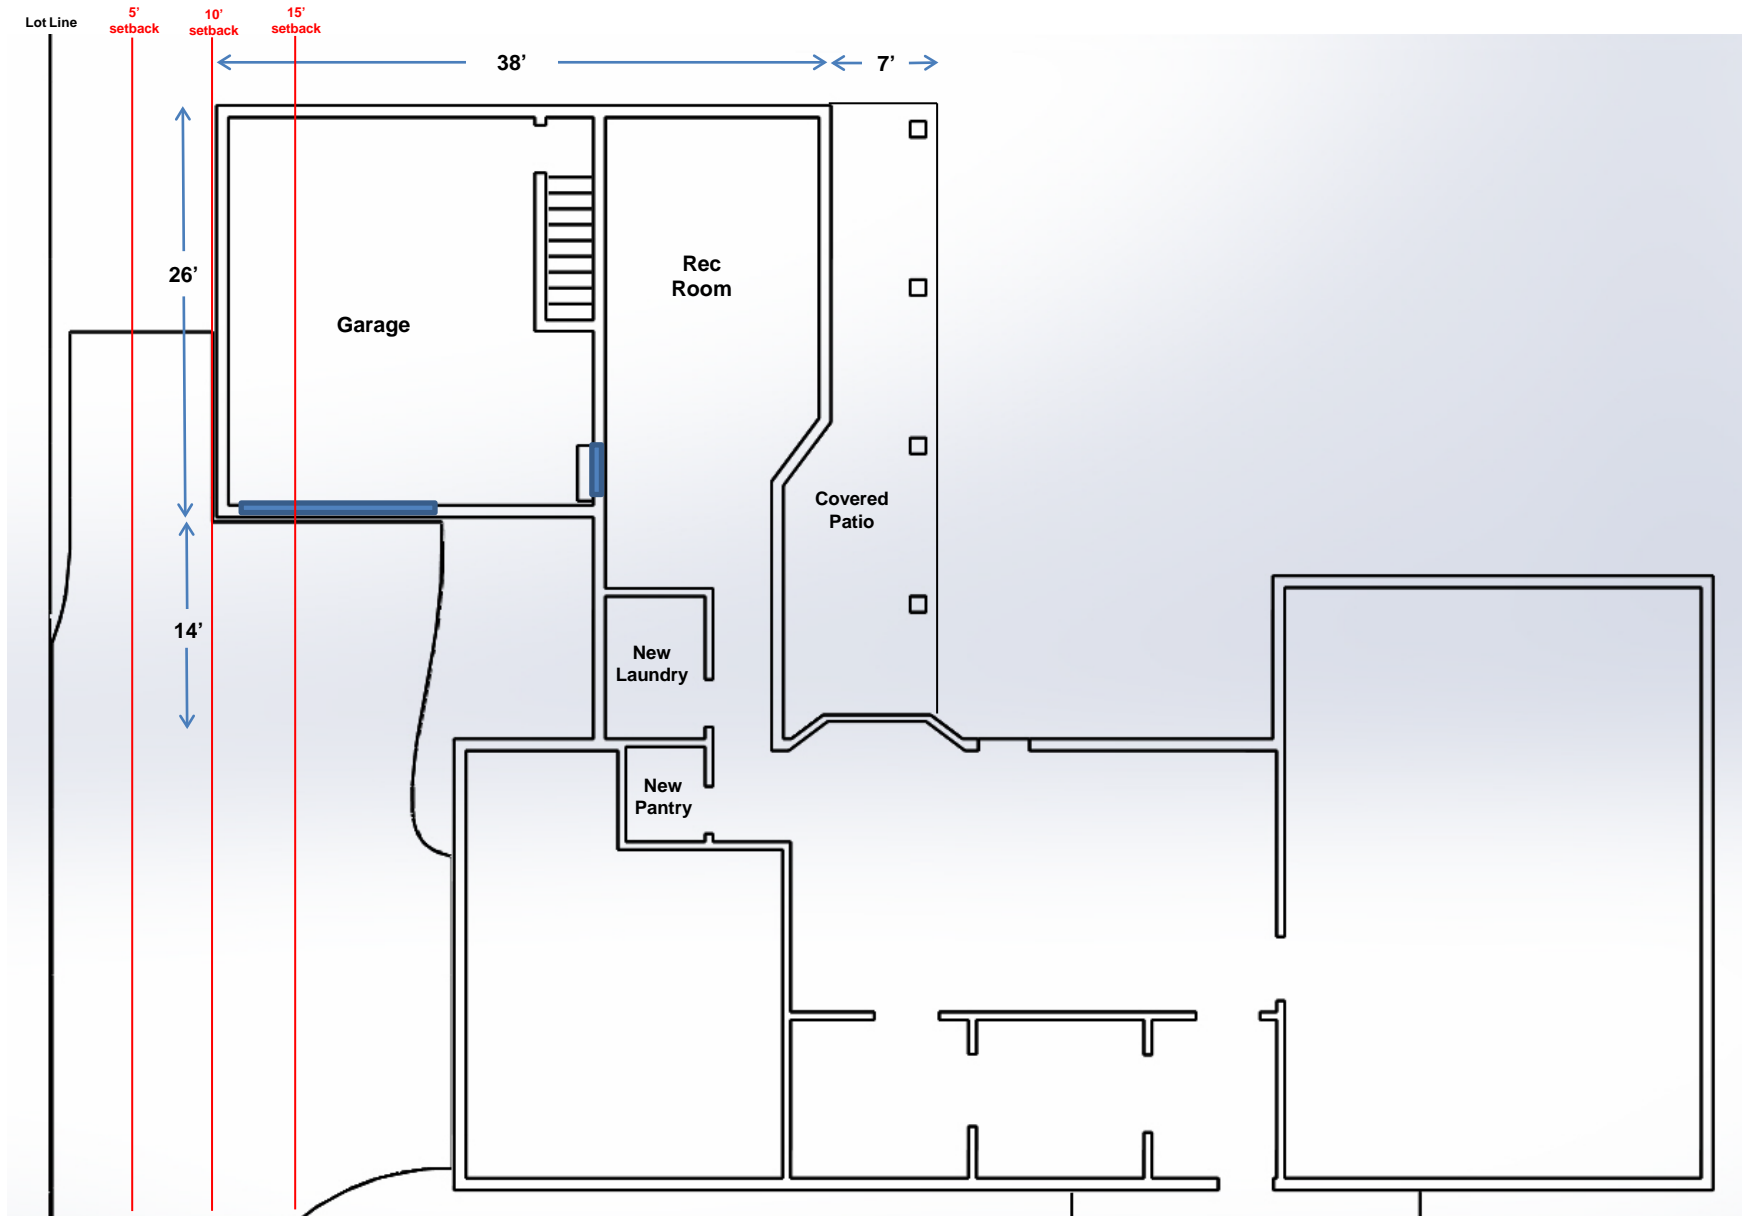 Lot Line
5’
setback
10’
setback
15’
setback
38’
7’
26’
14’
Garage
Rec
Room
Covered
Patio
New
Laundry
New
Pantry